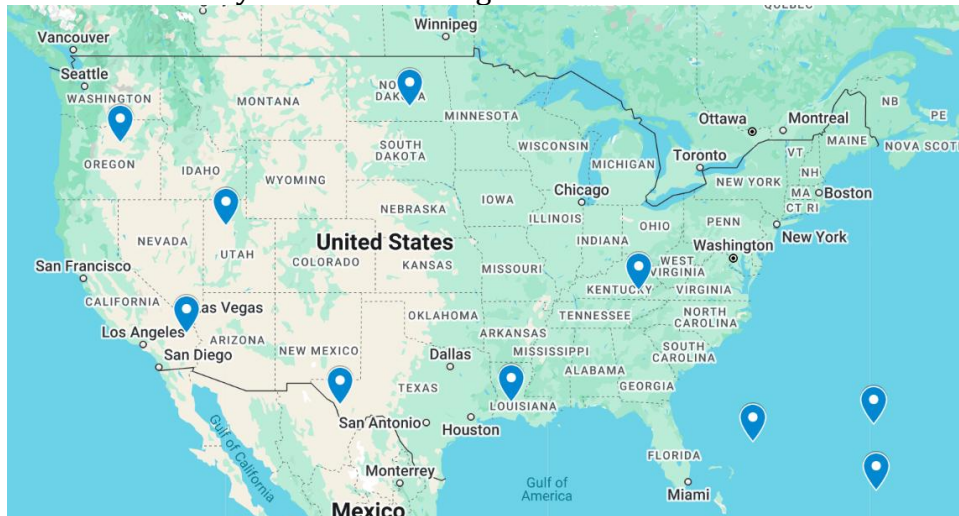 Winnipeg
QUEBEC
Vancouver
Seattle
WASHINGTON
MONTANA
NO
DAKOTA
MINNESOTA
Ottawa
Montreal
NB
PE
MAINE
NOVA SCOT
OREGON
IDAHO
SOUTH
DAKOTA
WISCONSIN
MICHIGAN
Toronto
VT
NH
NEW YORK
MA
Boston
CT RI
WYOMING
IOWA
Chicago
NEBRASKA
ILLINOIS
INDIANA
OHIO
PENN
New York
NEVADA
UTAH
United States
COLORADO
KANSAS
MISSOURI
WEST
VIRGINIA
Washington
San Francisco
CALIFORNIA
Las Vegas
KENTUCKY
VIRGINIA
OKLAHOMA
TENNESSEE
NORTH
CAROLINA
Los Angeles
ARIZONA
NEW MEXICO
ARKANSAS
MISSISSIPPI
SOUTH
CAROLINA
San Diego
Dallas
ALABAMA
GEORGIA
TEXAS
LOUISIANA
San Antonio
Houston
Gulf of
California
FLORIDA
Monterrey
Gulf of
America
Miami
Mexico